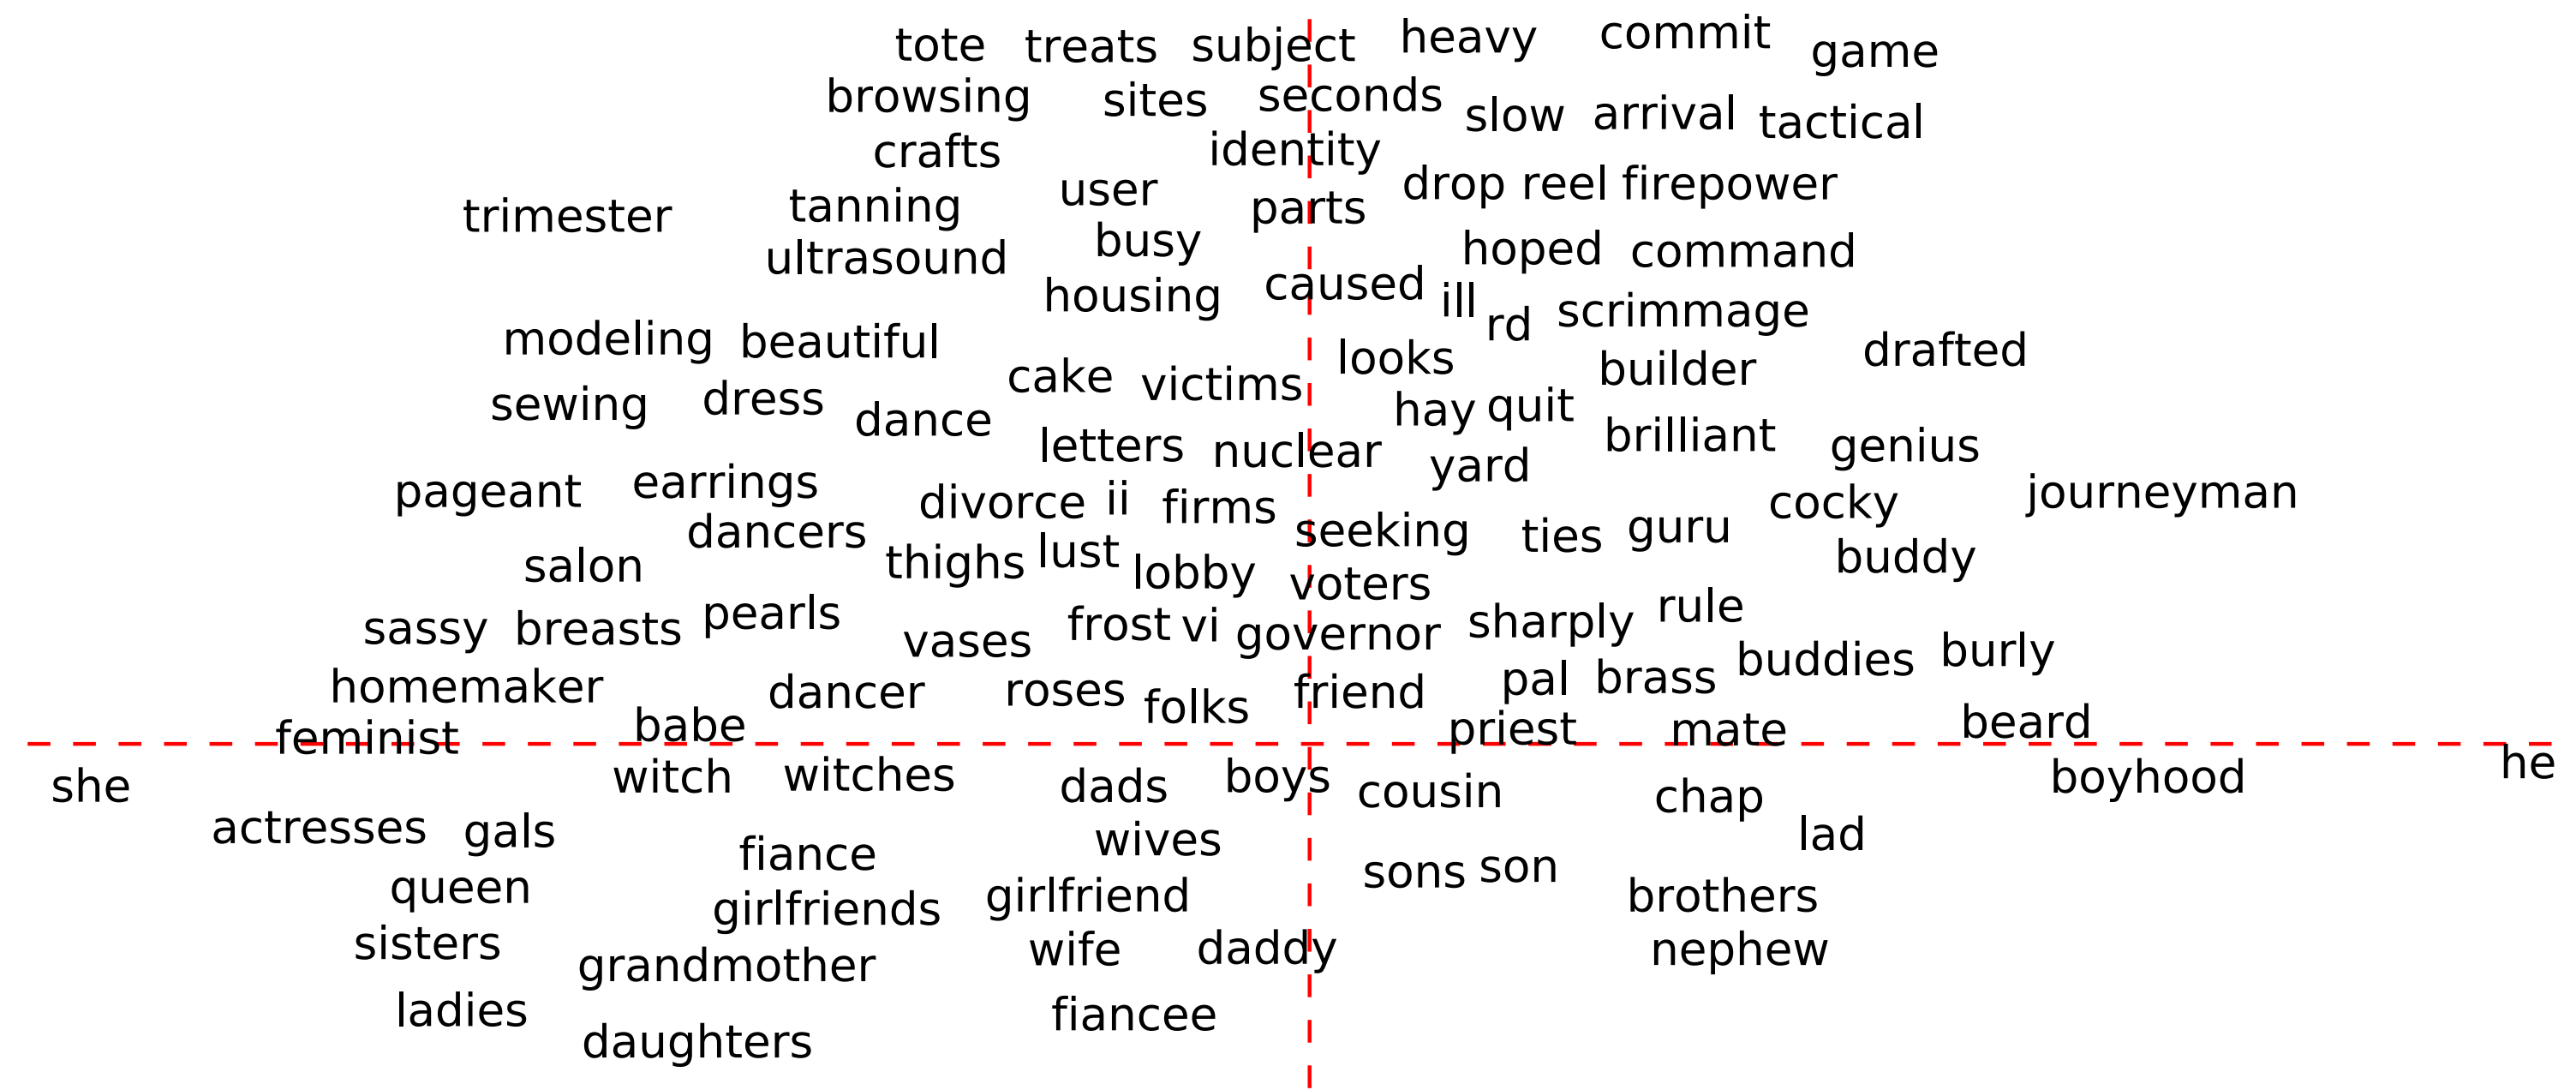 tote treats subject heavy commit game
browsing sites seconds slow arrival tactical
crafts identity
trimester tanning user parts drop reel firepower
ultrasound busy hoped command
housing caused ill rd scrimmage
modeling beautiful looks builder drafted
sewing dress dance cake victims hay quit
letters nuclear yard brilliant genius
pageant earrings divorce ii firms cocky journeyman
dancers seeking ties guru
salon thighs lust lobby voters buddy
sassy breasts pearls vases frost vi governor sharply rule
homemaker dancer roses folks friend pal brass buddies burly
feminist babe priest mate beard
she witch witches dads boys cousin chap boyhood he
actresses gals wives lad
queen fiance girlfriends girlfriend sons son brothers
sisters grandmother wife daddy nephew
ladies daughters fiancee